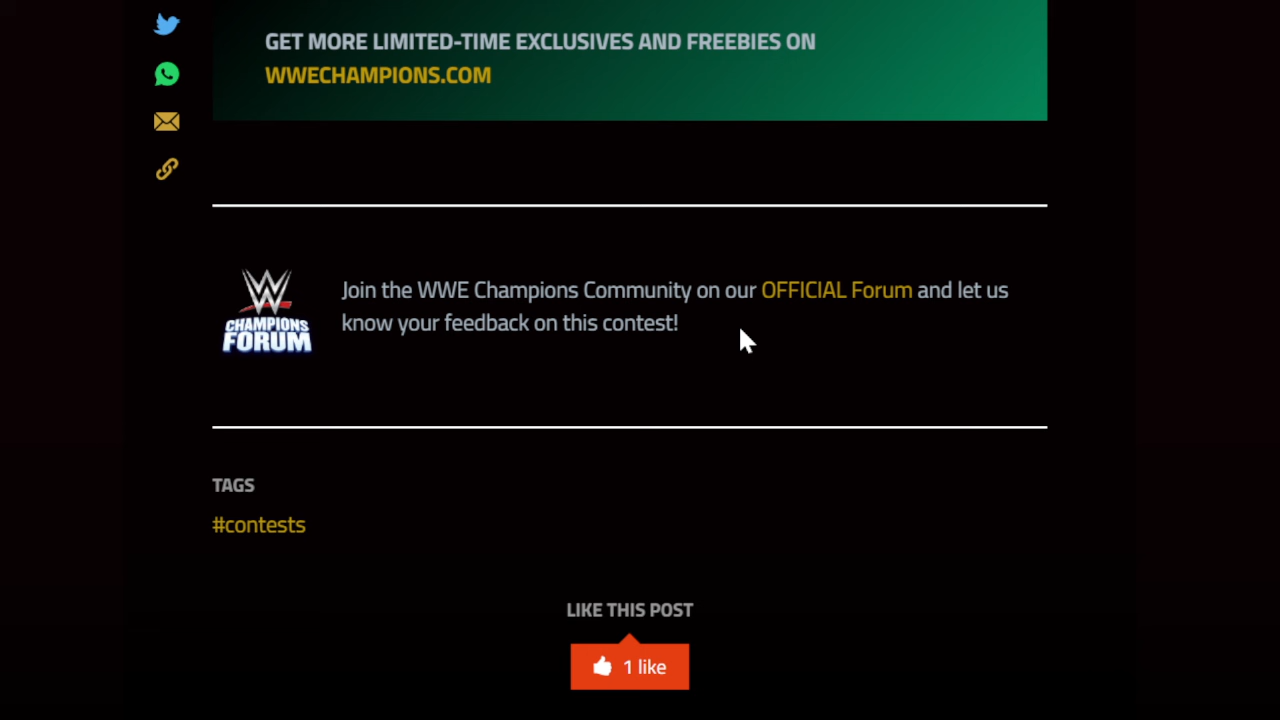 GET MORE LIMITED-TIME EXCLUSIVES AND FREEBIES ON
WWECHAMPIONS.COM
W
CHAMPIONS
FORUM
Join the WWE Champions Community on our OFFICIAL Forum and let us
know your feedback on this contest!
TAGS
#contests
LIKE THIS POST
1 like